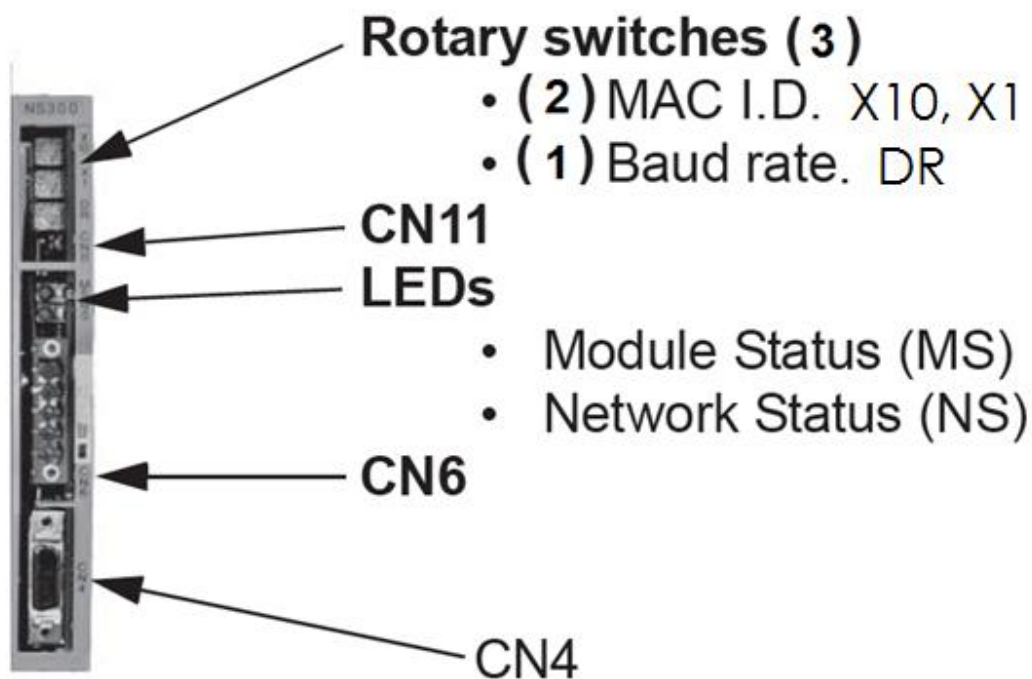 Rotary switches (3)
• (2) MAC I.D. X10, X1
• (1) Baud rate. DR
NS300
CN11
LEDs
• Module Status (MS)
• Network Status (NS)
CN6
CN4